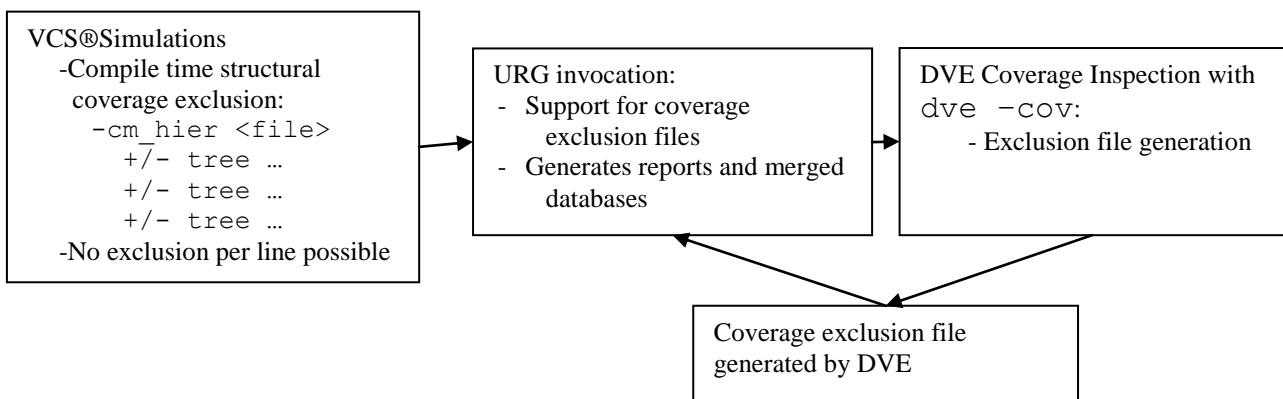 VCS®Simulations
-Compile time structural
coverage exclusion:
-cm_hier <file>
+/- tree …
+/- tree …
+/- tree …
-No exclusion per line possible
URG invocation:
- Support for coverage
exclusion files
- Generates reports and merged
databases
DVE Coverage Inspection with
dve –cov:
- Exclusion file generation
Coverage exclusion file
generated by DVE